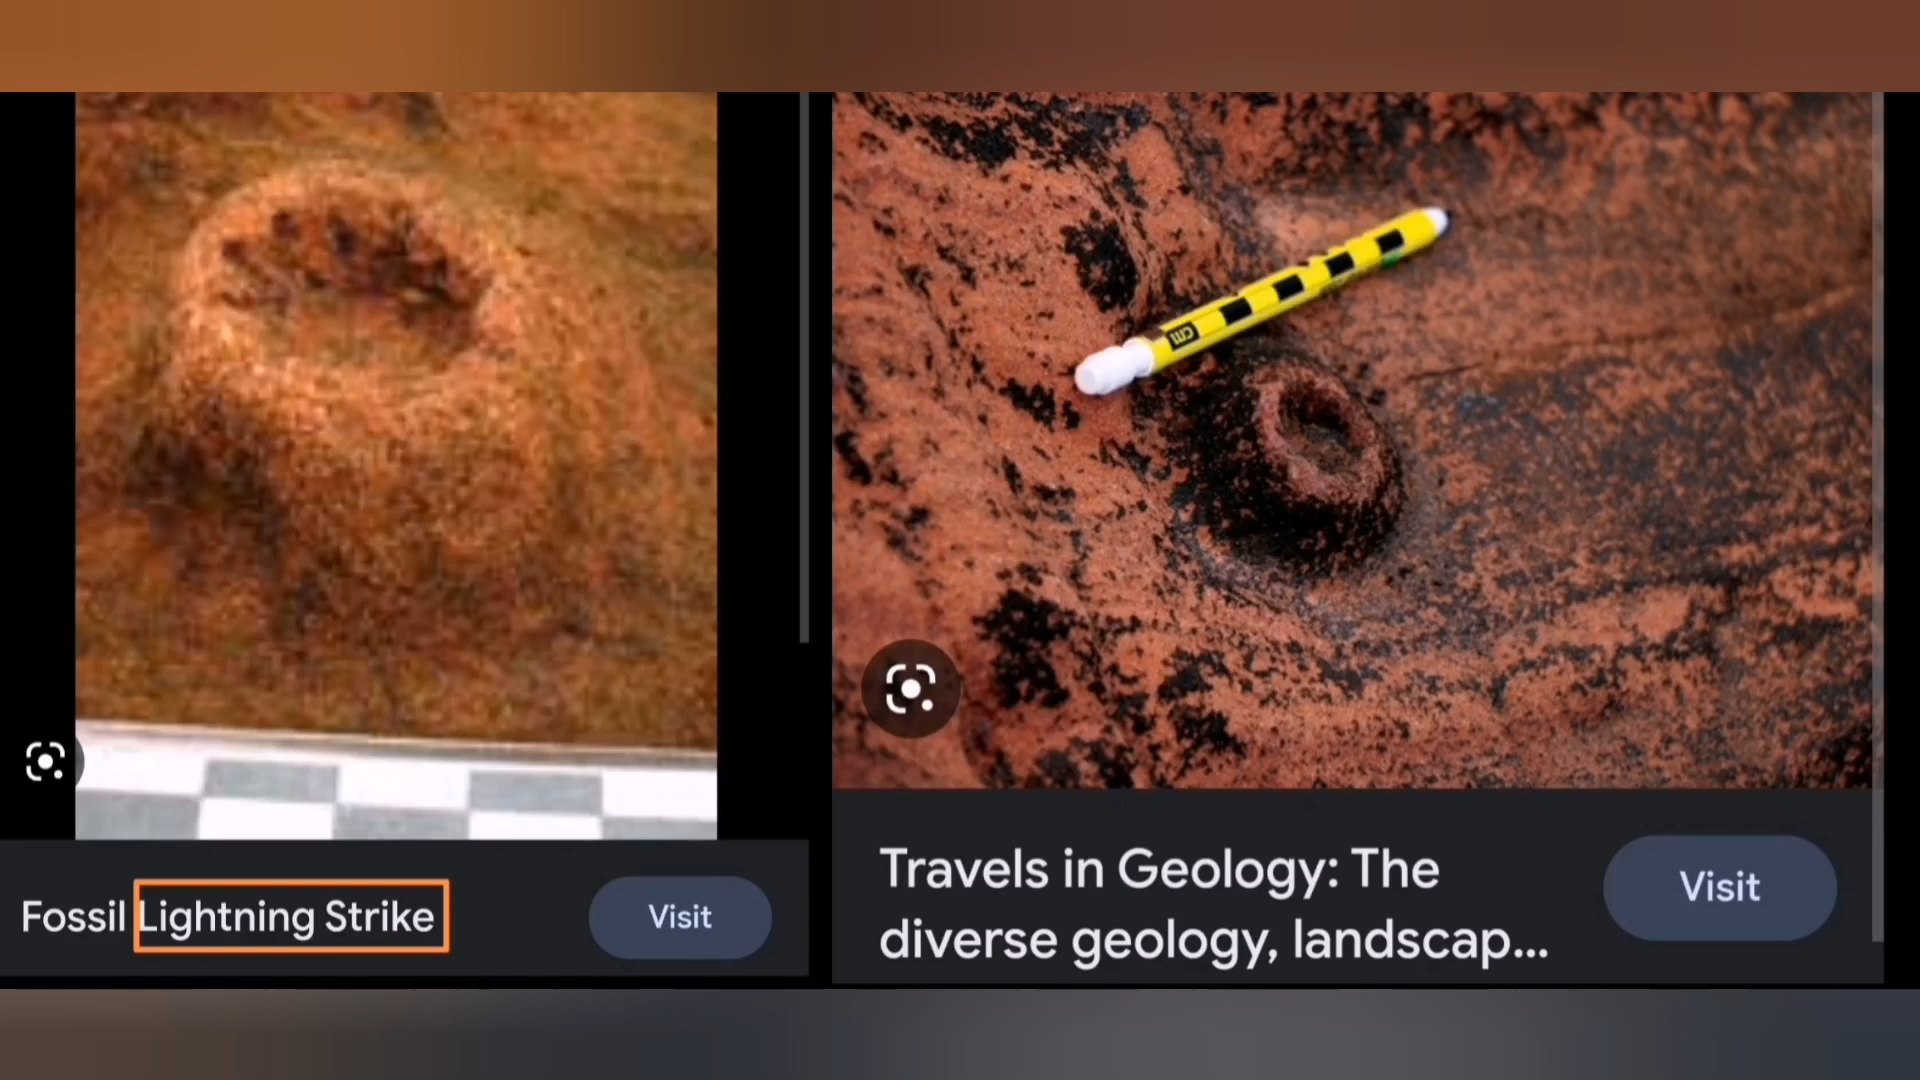 cm
Fossil Lightning Strike
Visit
Travels in Geology: The
diverse geology, landscap...
Visit